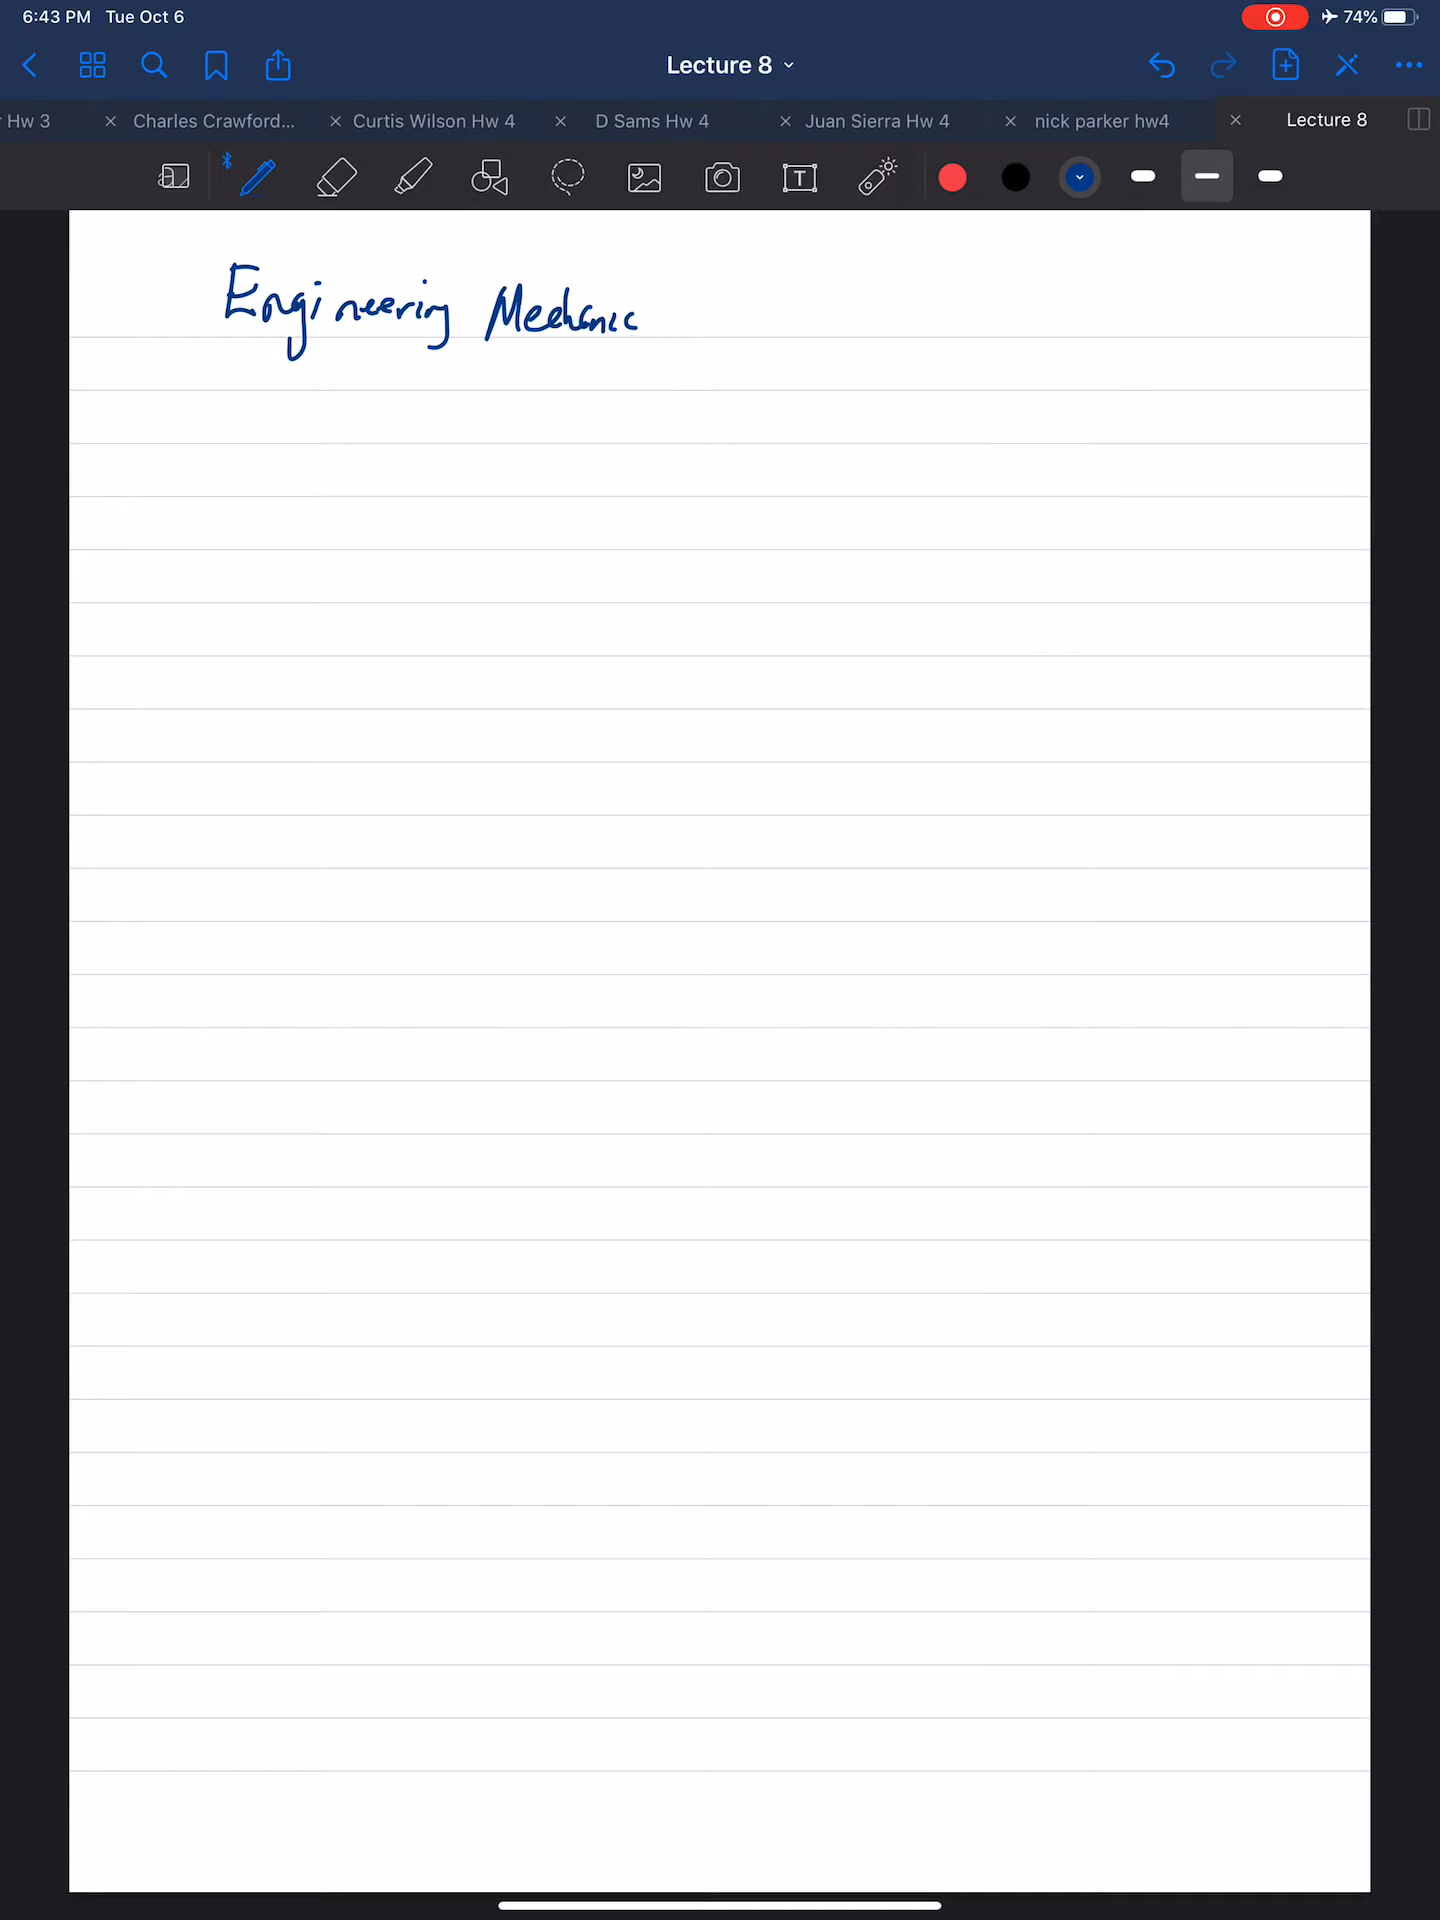 6:43 PM Tue Oct 6 74%
Lecture 8
Hw 3 Charles Crawford... Curtis Wilson Hw 4 D Sams Hw 4 Juan Sierra Hw 4 nick parker hw4 Lecture 8
T
Engineering Mechanic